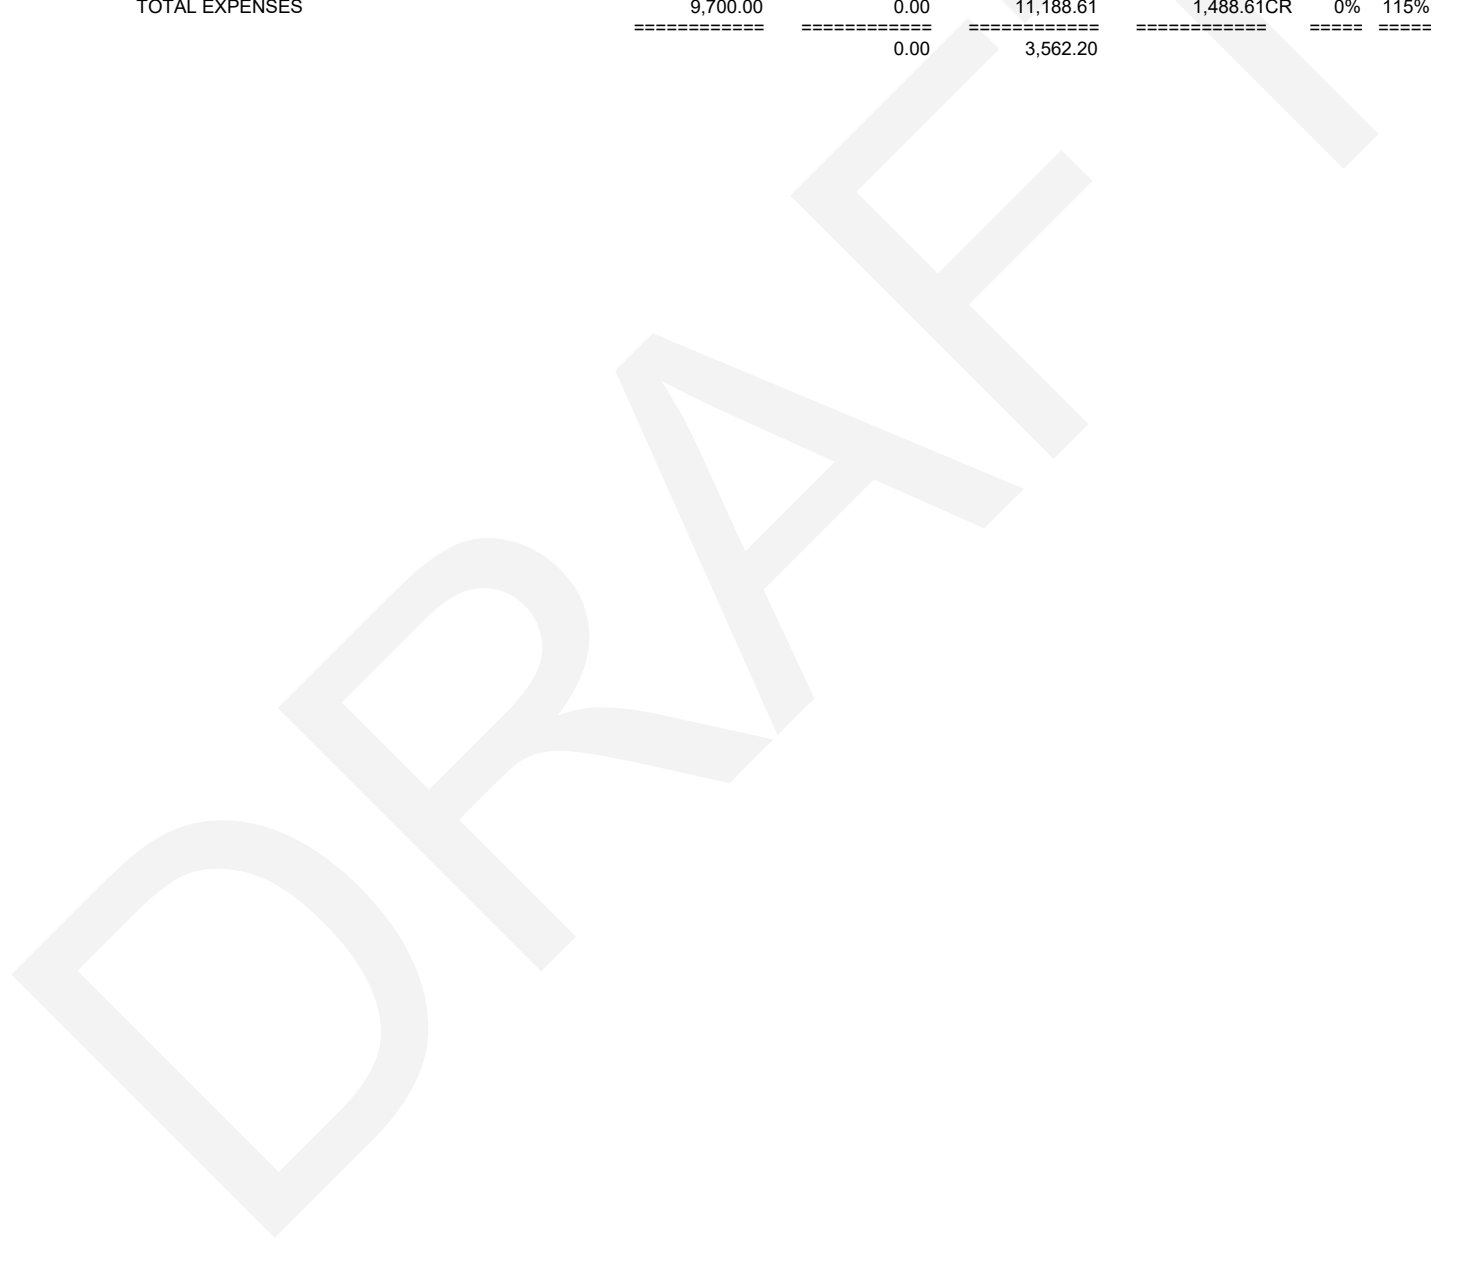 TOTAL EXPENSES 9,700.00 0.00 11,188.61 1,488.61CR 0% 115%
============ ============ ============ ============ ===== =====
0.00 3,562.20
DRAFT